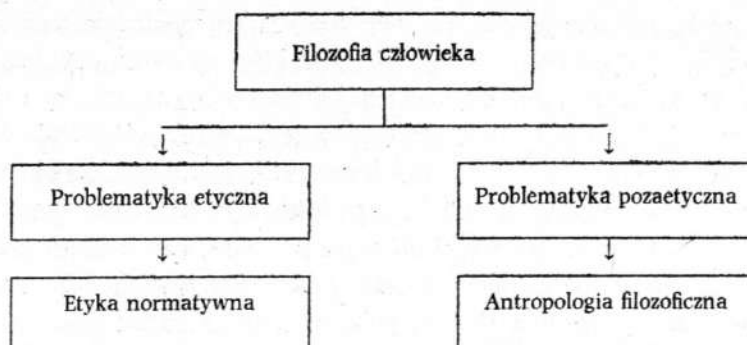 Filozofia człowieka
Problematyka etyczna
Problematyka pozaetyczna
Etyka normatywna
Antropologia filozoficzna